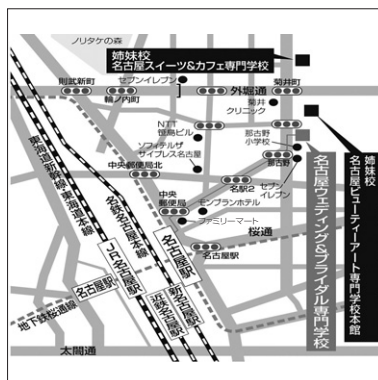 ノリタケの森
姉妹校
名古屋スイーツ&カフェ専門学校
則武新町
セブンイレブン
菊井町
輪ノ内町
外堀通
菊井
クリニック
NTT
笹島ビル
那古野
小学校
ソフィテルザ
サイプレス名古屋
中央郵便局北
那古野
名駅2
セブン
イレブン
中央
郵便局
モンブランホテル
ファミリーマート
桜通
名古屋駅
東海道新幹線・東海道本線
名鉄名古屋本線
名古屋駅
JR名古屋駅
新名古屋駅
近鉄名古屋駅
名古屋駅
地下鉄桜通線
太閤通
名古屋ウェディング&ブライダル専門学校
姉妹校
名古屋ビューティーアート専門学校本館